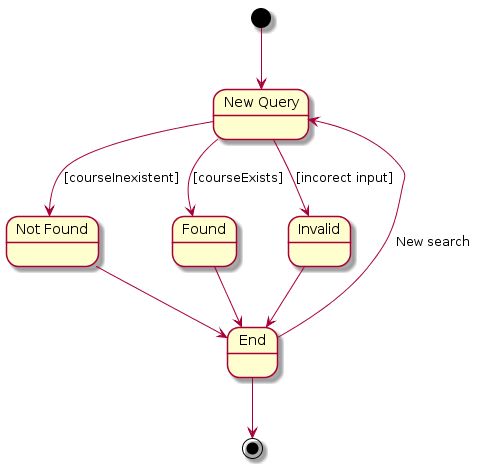 New Query
[courseInexistent]
[courseExists]
[incorect input]
Not Found
Found
Invalid
New search
End